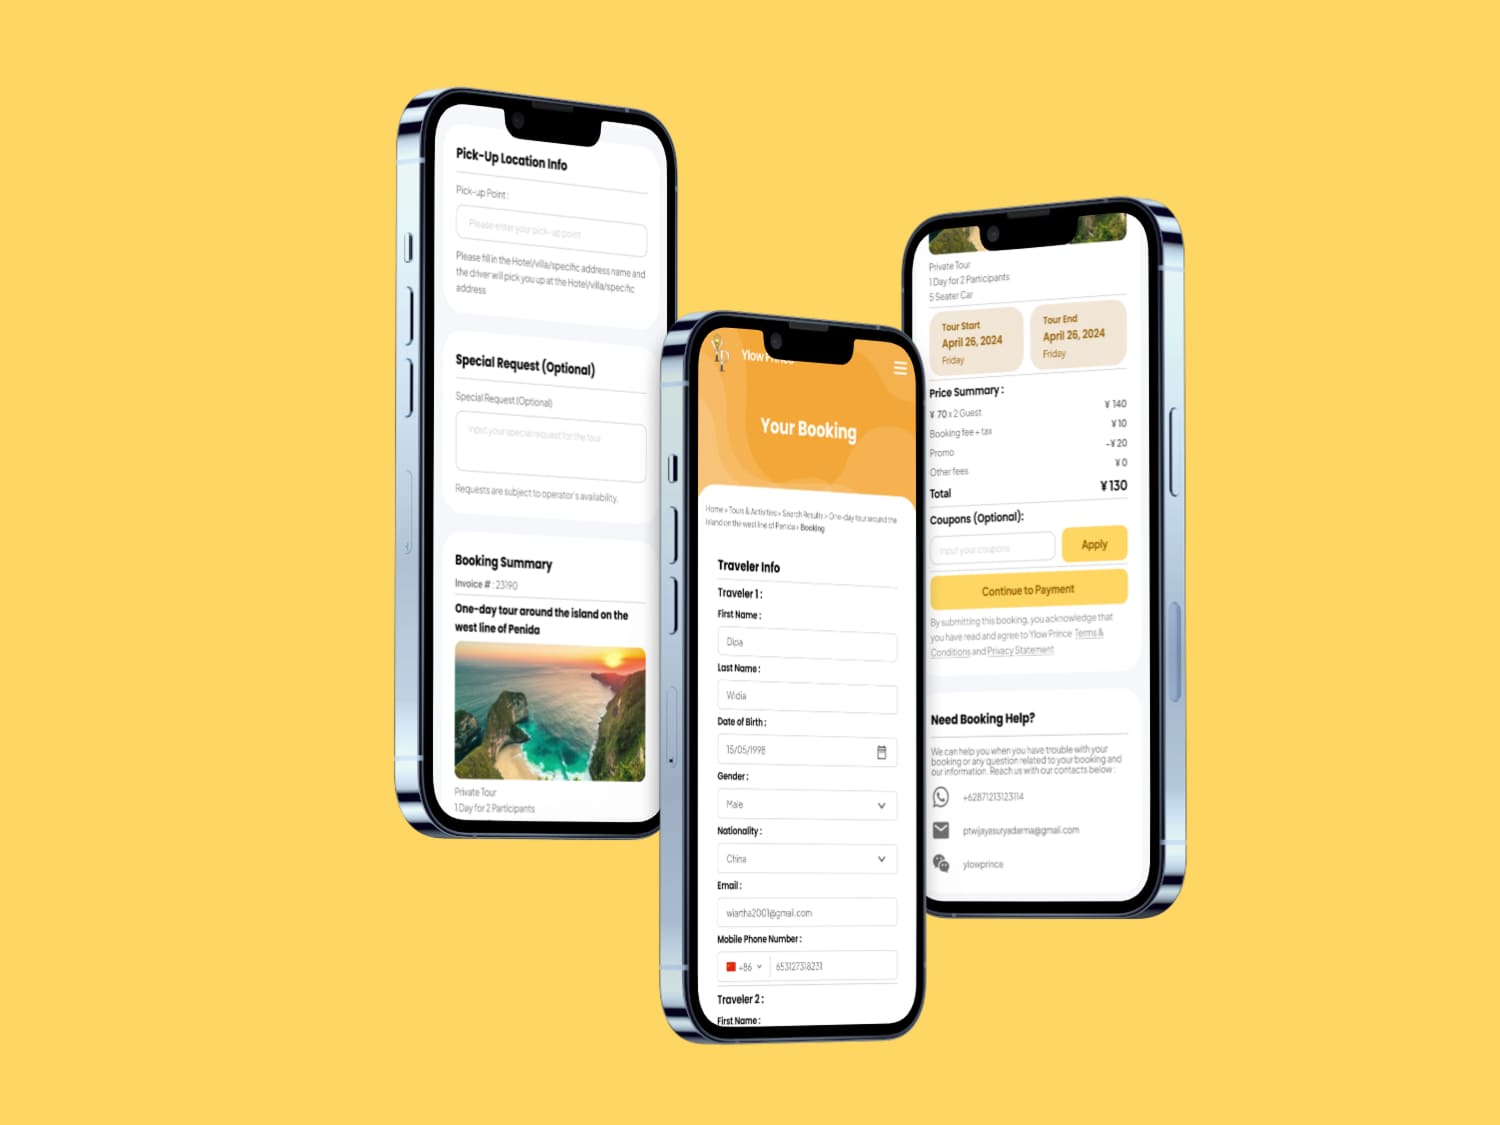 Pick-Up Location Info
Pick-up Point :
Please enter your pick-up point
Please fill in the Hotel/villa/specific address name and
the driver will pick you up at the Hotel/villa/specific
address
Special Request (Optional)
Special Request (Optional)
Input your special request for the tour
Requests are subject to operator's availability.
Booking Summary
Invoice # : 23190
One-day tour around the island on the
west line of Penida
Private Tour
1 Day for 2 Participants
Ylow Prince
Your Booking
Home > Tours & Activities > Search Results > One-day tour around the
island on the west line of Penida > Booking
Traveler Info
Traveler 1 :
First Name :
Dipa
Last Name :
Widia
Date of Birth :
15/05/1998
Gender :
Male
Nationality :
China
Email :
wiartha2001@gmail.com
Mobile Phone Number :
+86 653127318231
Traveler 2 :
First Name :
Private Tour
1 Day for 2 Participants
5 Seater Car
Tour Start
April 26, 2024
Friday
Tour End
April 26, 2024
Friday
Price Summary :
¥ 70 x 2 Guest ¥ 140
Booking fee + tax ¥ 10
Promo -¥ 20
Other fees ¥ 0
Total ¥ 130
Coupons (Optional):
Input your coupons Apply
Continue to Payment
By submitting this booking, you acknowledge that
you have read and agree to Ylow Prince Terms &
Conditions and Privacy Statement
Need Booking Help?
We can help you when you have trouble with your
booking or any question related to your booking and
our information. Reach us with our contacts below :
+62871213123114
ptwijayasuryadarma@gmail.com
ylowprince